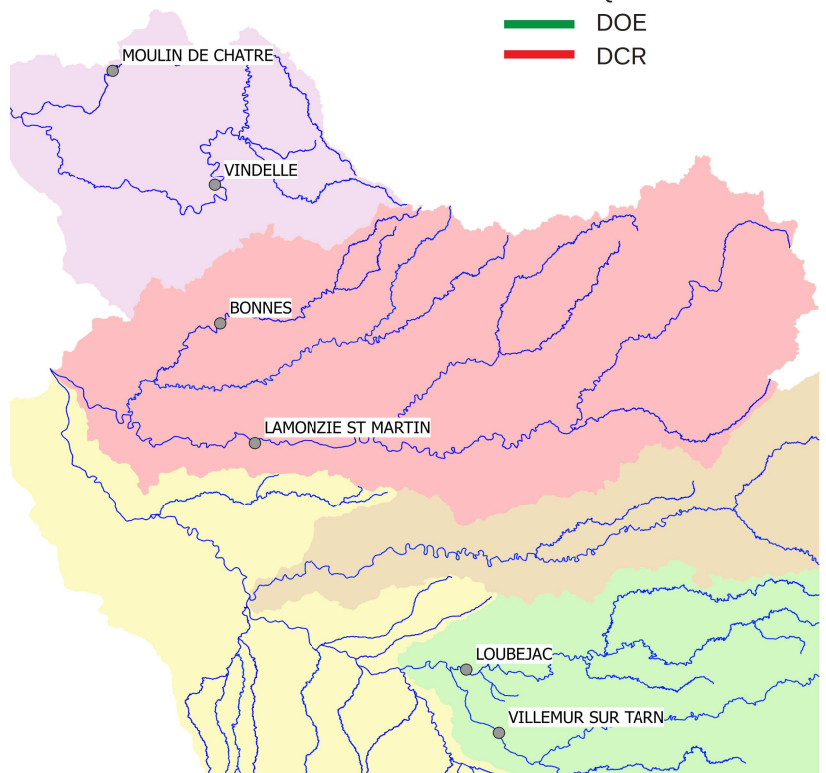 DOE
DCR
MOULIN DE CHATRE
VINDELLE
BONNES
LAMONZIE ST MARTIN
LOUBEJAC
VILLEMUR SUR TARN